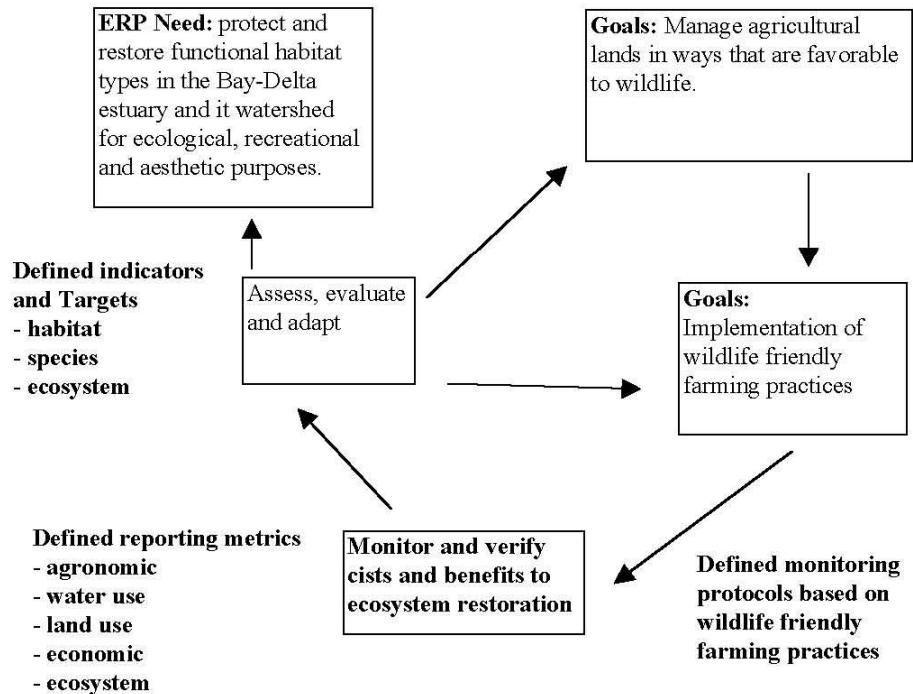 ERP Need: protect and
restore functional habitat
types in the Bay-Delta
estuary and it watershed
for ecological, recreational
and aesthetic purposes.
Goals: Manage agricultural
lands in ways that are favorable
to wildlife.
Defined indicators
and Targets
- habitat
- species
- ecosystem
Assess, evaluate
and adapt
Goals:
Implementation of
wildlife friendly
farming practices
Defined reporting metrics
- agronomic
- water use
- land use
- economic
- ecosystem
Monitor and verify
cists and benefits to
ecosystem restoration
Defined monitoring
protocols based on
wildlife friendly
farming practices